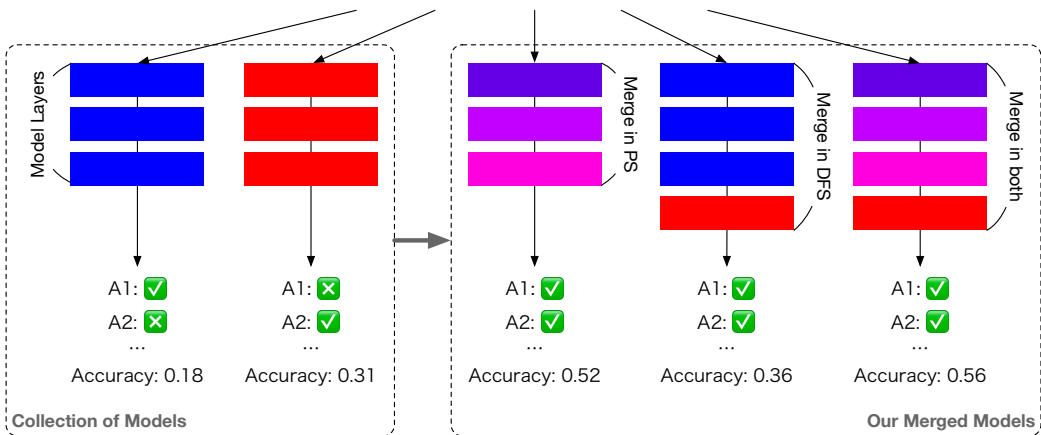 Model Layers
Merge in PS
Merge in DFS
Merge in both
A1: ✅
A1: ❎
A1: ✅
A1: ✅
A1: ✅
A2: ❎
A2: ✅
A2: ✅
A2: ✅
A2: ✅
...
...
...
...
...
Accuracy: 0.18
Accuracy: 0.31
Accuracy: 0.52
Accuracy: 0.36
Accuracy: 0.56
Collection of Models
Our Merged Models